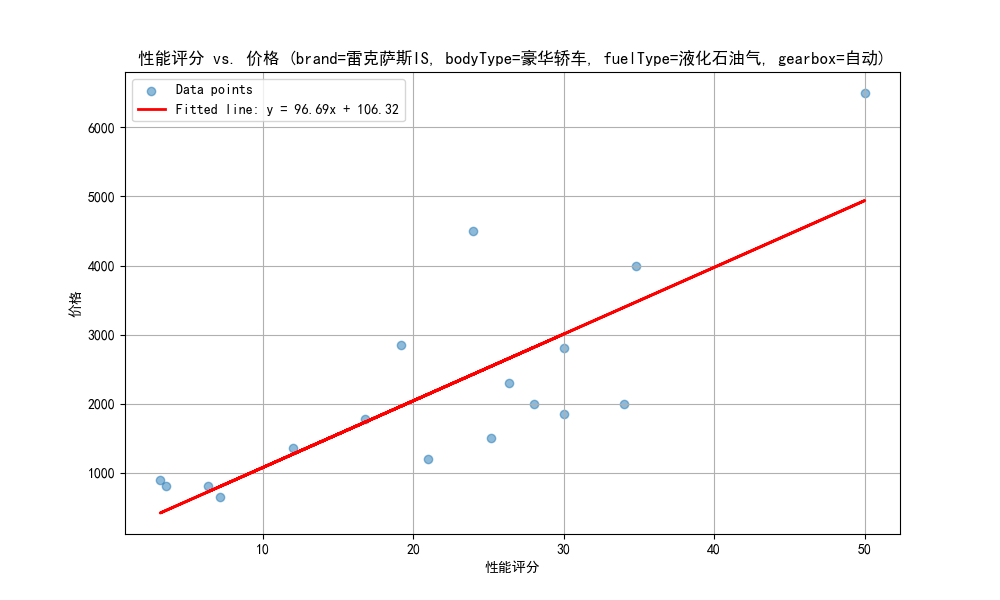 性能评分 vs. 价格 (brand=雷克萨斯IS, bodyType=豪华轿车, fuelType=液化石油气, gearbox=自动)
Data points
Fitted line: y = 96.69x + 106.32
6000
5000
4000
3000
2000
1000
价格
10 20 30 40 50
性能评分